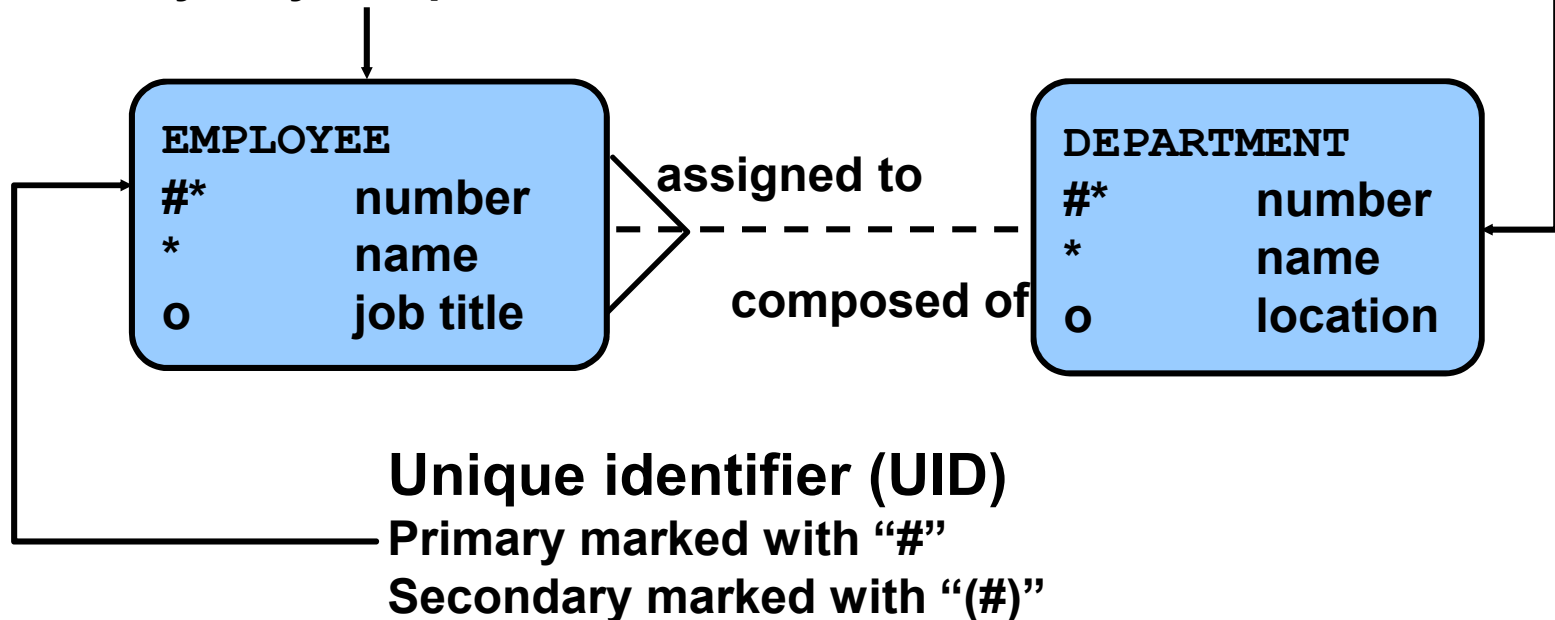 EMPLOYEE
#* number
* name
o job title
assigned to
composed of
DEPARTMENT
#* number
* name
o location
Unique identifier (UID)
Primary marked with “#”
Secondary marked with “(#)”